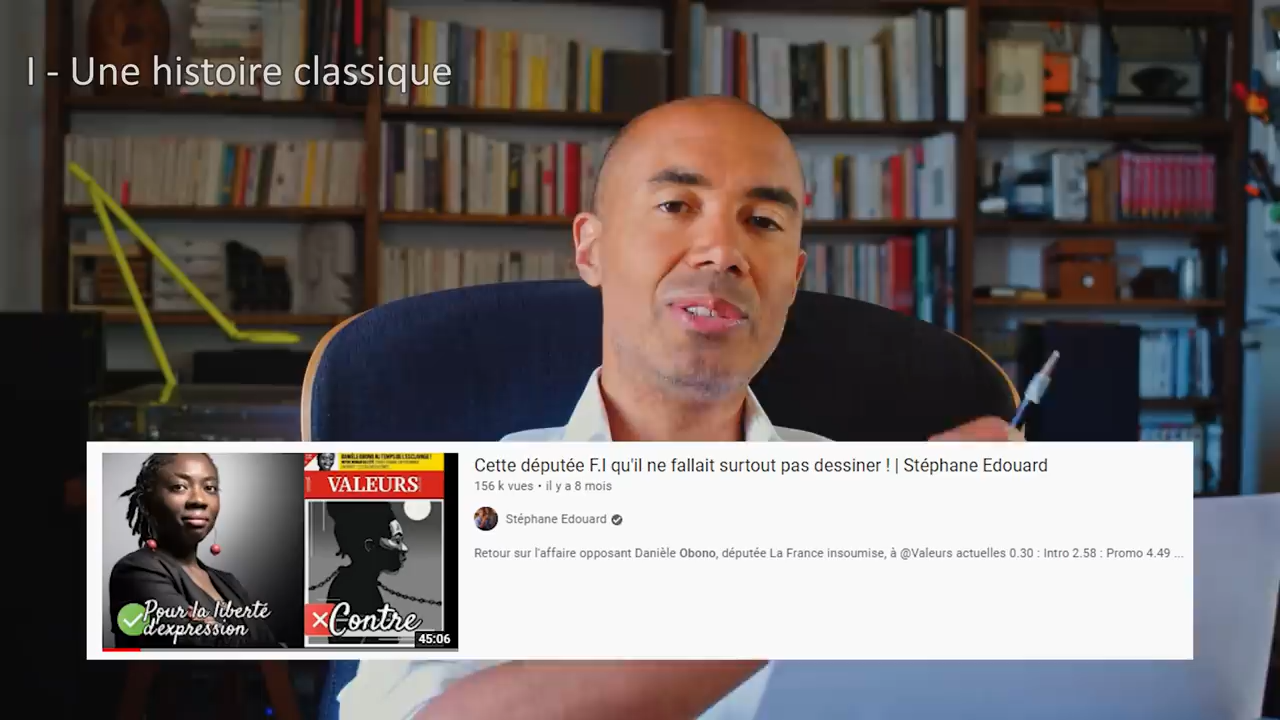 I - Une histoire classique
Cette députée F.I qu'il ne fallait surtout pas dessiner ! | Stéphane Edouard
156 k vues • il y a 8 mois
Stéphane Edouard
Retour sur l'affaire opposant Danièle Obono, députée La France insoumise, à @Valeurs actuelles 0.30 : Intro 2.58 : Promo 4.49 ...
VALEURS
Pour la liberté
d'expression
Contre
45:06